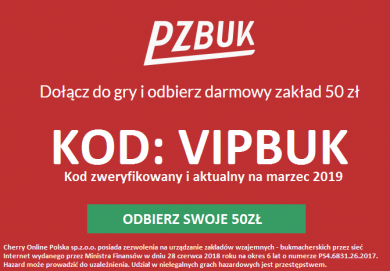 PZBUK
Dołącz do gry i odbierz darmowy zakład 50 zł
KOD: VIPBUK
Kod zweryfikowany i aktualny na marzec 2019
ODBIERZ SWOJE 50ZŁ
Cherry Online Polska sp.z.o.o. posiada zezwolenia na urządzanie zakładów wzajemnych - bukmacherskich przez sieć
Internet wydanego przez Ministra Finansów w dniu 28 czerwca 2018 roku na okres 6 lat o numerze PS4.6831.26.2017.
Hazard może prowadzić do uzależnienia. Udział w nielegalnych grach hazardowych jest przestępstwem.